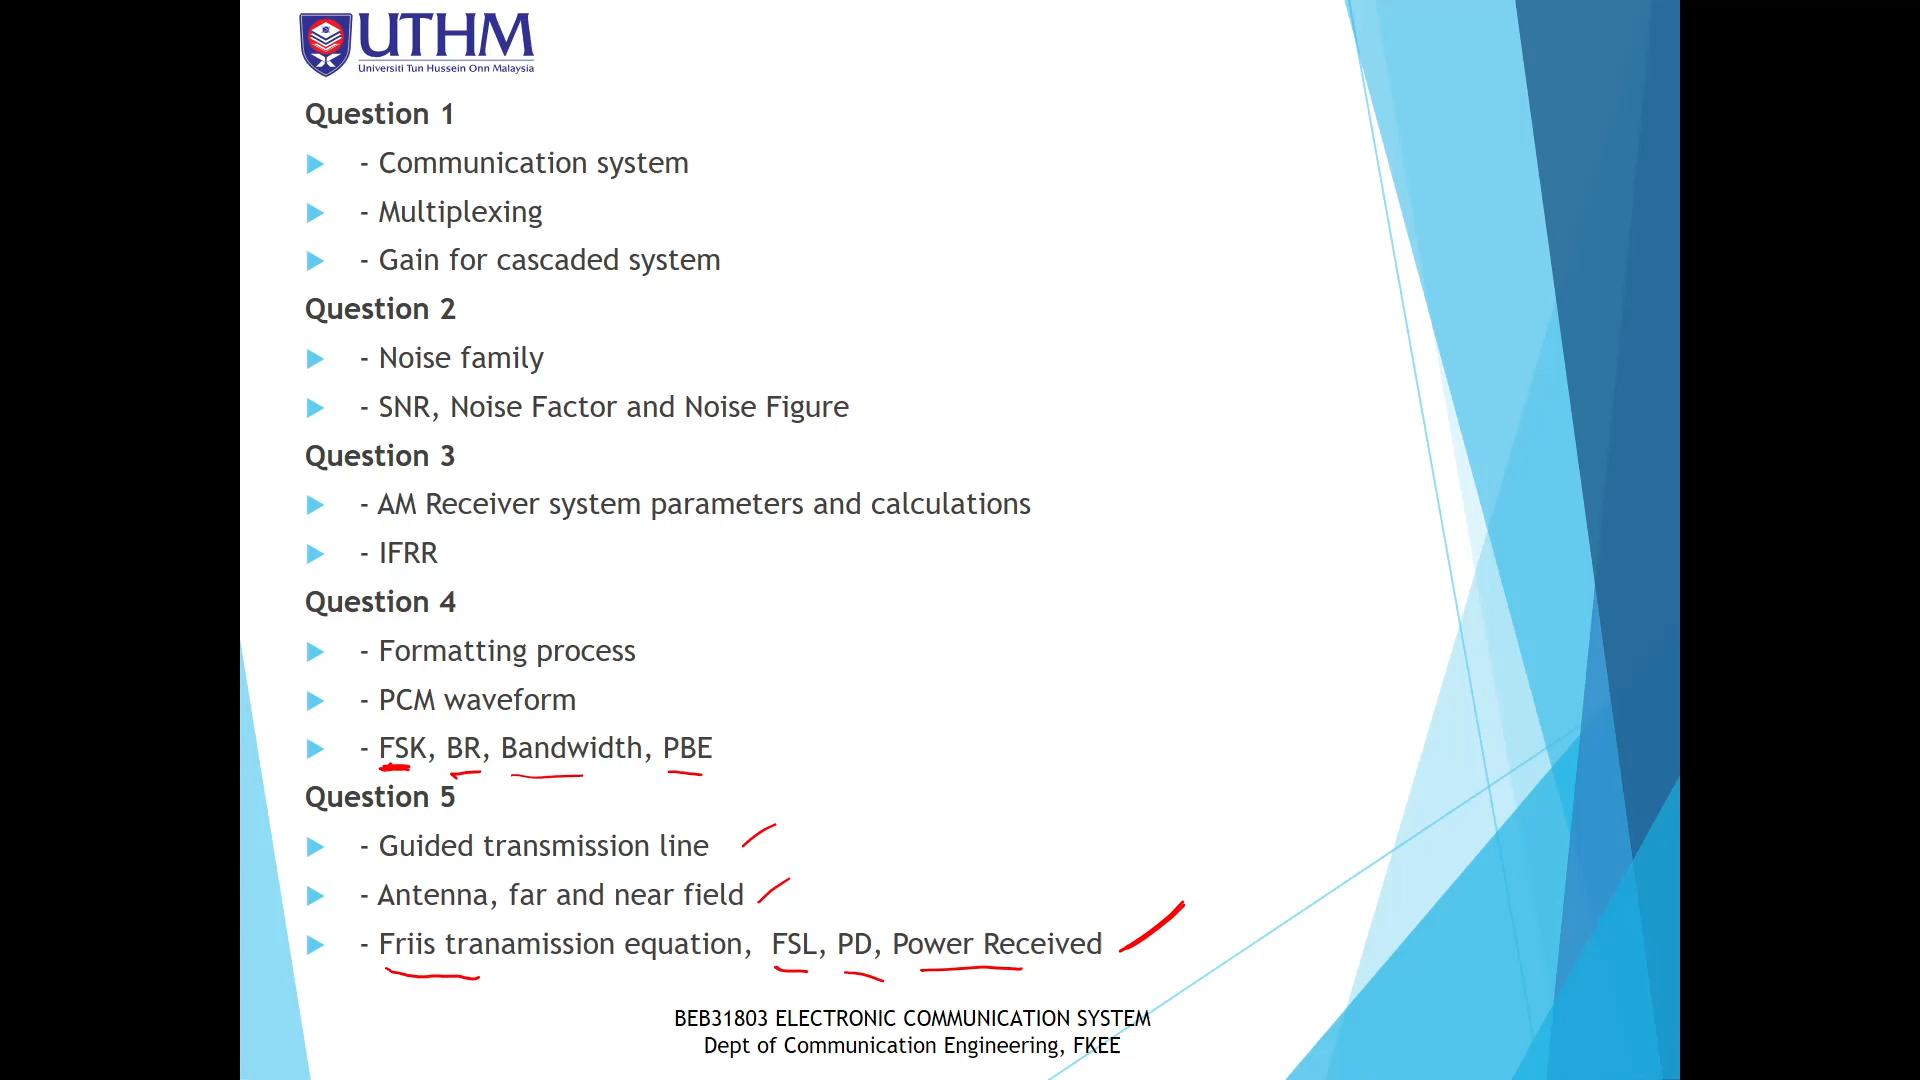 UTHM
Universiti Tun Hussein Onn Malaysia
Question 1
- Communication system
- Multiplexing
- Gain for cascaded system
Question 2
- Noise family
- SNR, Noise Factor and Noise Figure
Question 3
- AM Receiver system parameters and calculations
- IFRR
Question 4
- Formatting process
- PCM waveform
- FSK, BR, Bandwidth, PBE
Question 5
- Guided transmission line
- Antenna, far and near field
- Friis tranamission equation, FSL, PD, Power Received
BEB31803 ELECTRONIC COMMUNICATION SYSTEM
Dept of Communication Engineering, FKEE